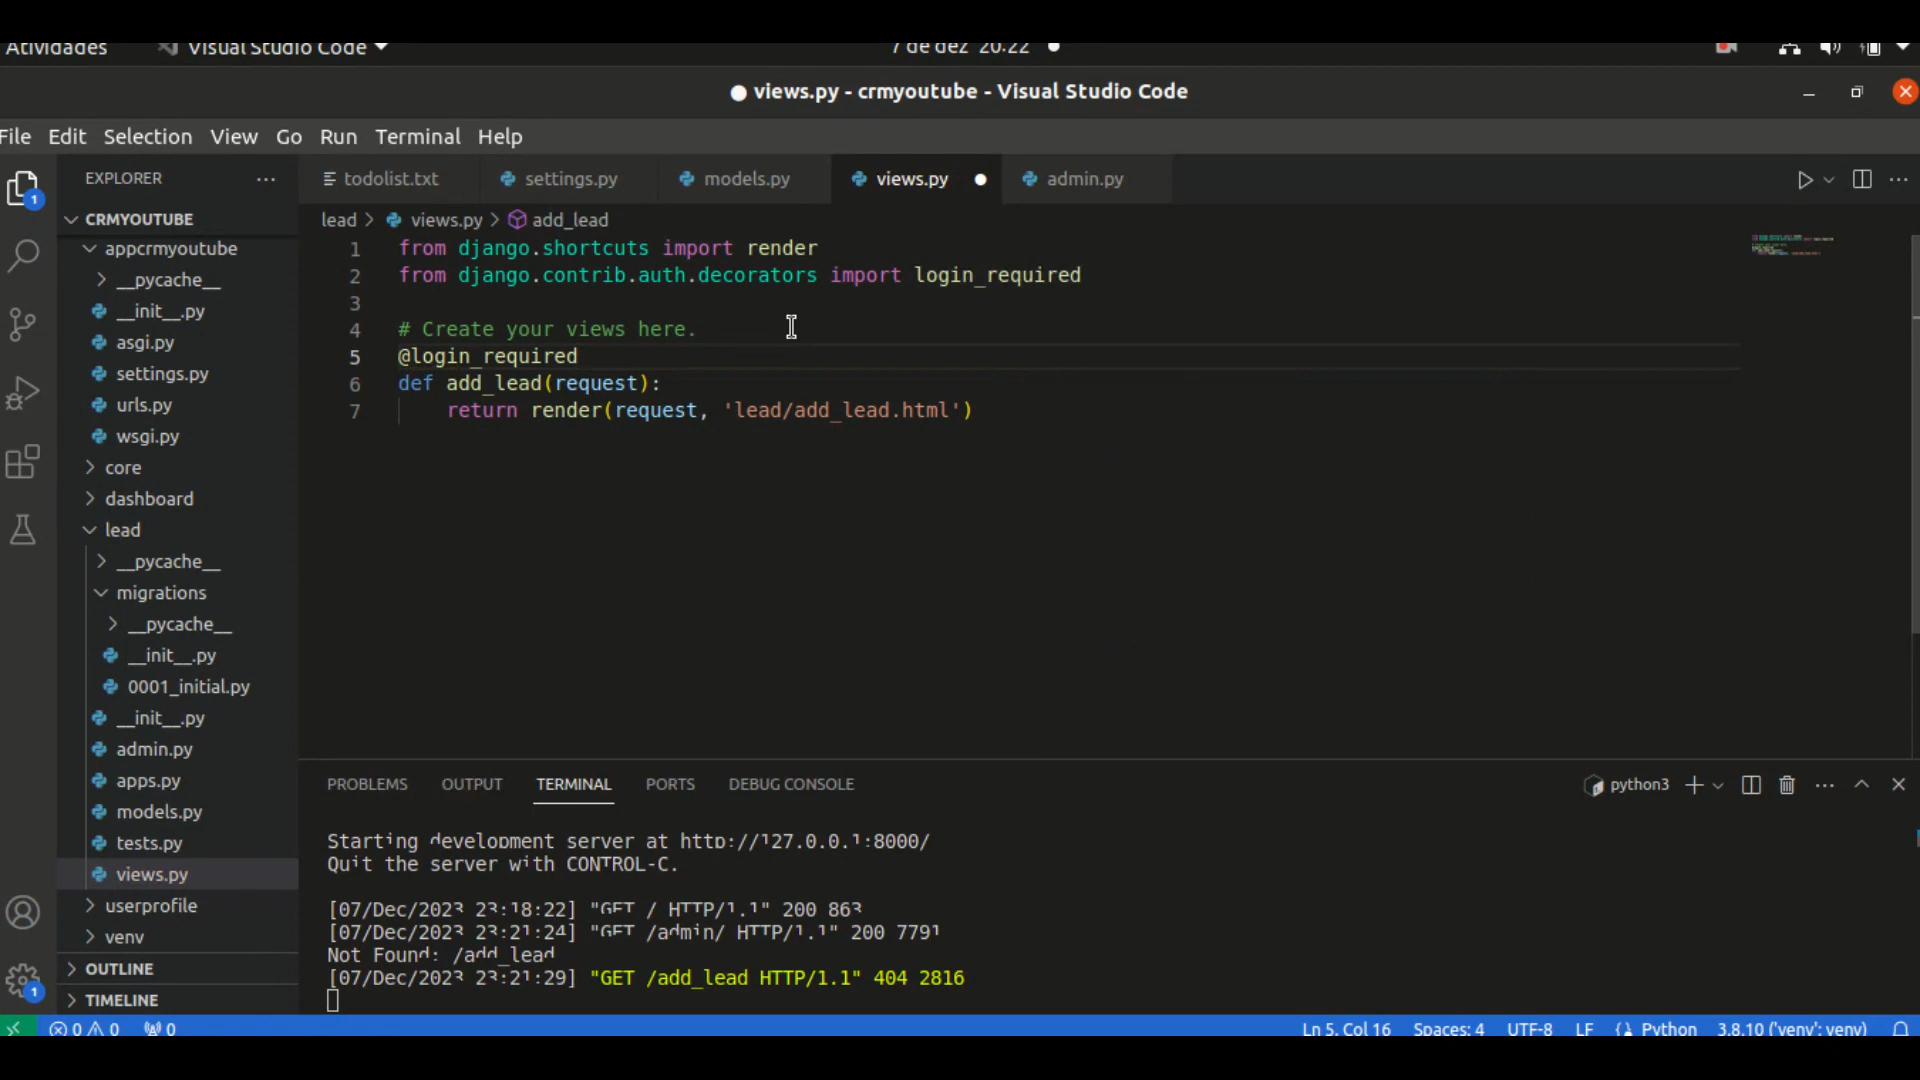 Atividades Visual Studio Code 7 de dez 20:22
views.py - crmyoutube - Visual Studio Code
File Edit Selection View Go Run Terminal Help
EXPLORER
todolist.txt settings.py models.py views.py admin.py
CRMYOUTUBE
lead > views.py > add_lead
appcrmyoutube
__pycache__
__init__.py
asgi.py
settings.py
urls.py
wsgi.py
core
dashboard
lead
__pycache__
migrations
__pycache__
__init__.py
0001_initial.py
__init__.py
admin.py
apps.py
models.py
tests.py
views.py
userprofile
venv
OUTLINE
TIMELINE
1
1
1 from django.shortcuts import render
2 from django.contrib.auth.decorators import login_required
3
4 # Create your views here.
5 @login_required
6 def add_lead(request):
7 return render(request, 'lead/add_lead.html')
PROBLEMS OUTPUT TERMINAL PORTS DEBUG CONSOLE
python3
Starting development server at http://127.0.0.1:8000/
Quit the server with CONTROL-C.
[07/Dec/2023 23:18:22] "GET / HTTP/1.1" 200 863
[07/Dec/2023 23:21:24] "GET /admin/ HTTP/1.1" 200 7791
Not Found: /add_lead
[07/Dec/2023 23:21:29] "GET /add_lead HTTP/1.1" 404 2816
0 0 0 Ln 5, Col 16 Spaces: 4 UTF-8 LF Python 3.8.10 ('venv': venv)